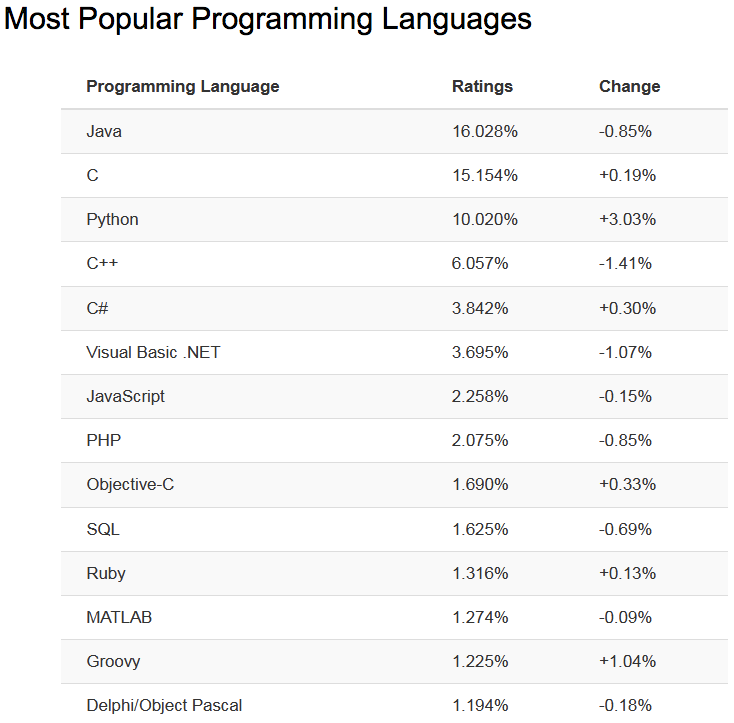 Most Popular Programming Languages
Programming Language Ratings Change
Java 16.028% -0.85%
C 15.154% +0.19%
Python 10.020% +3.03%
C++ 6.057% -1.41%
C# 3.842% +0.30%
Visual Basic .NET 3.695% -1.07%
JavaScript 2.258% -0.15%
PHP 2.075% -0.85%
Objective-C 1.690% +0.33%
SQL 1.625% -0.69%
Ruby 1.316% +0.13%
MATLAB 1.274% -0.09%
Groovy 1.225% +1.04%
Delphi/Object Pascal 1.194% -0.18%